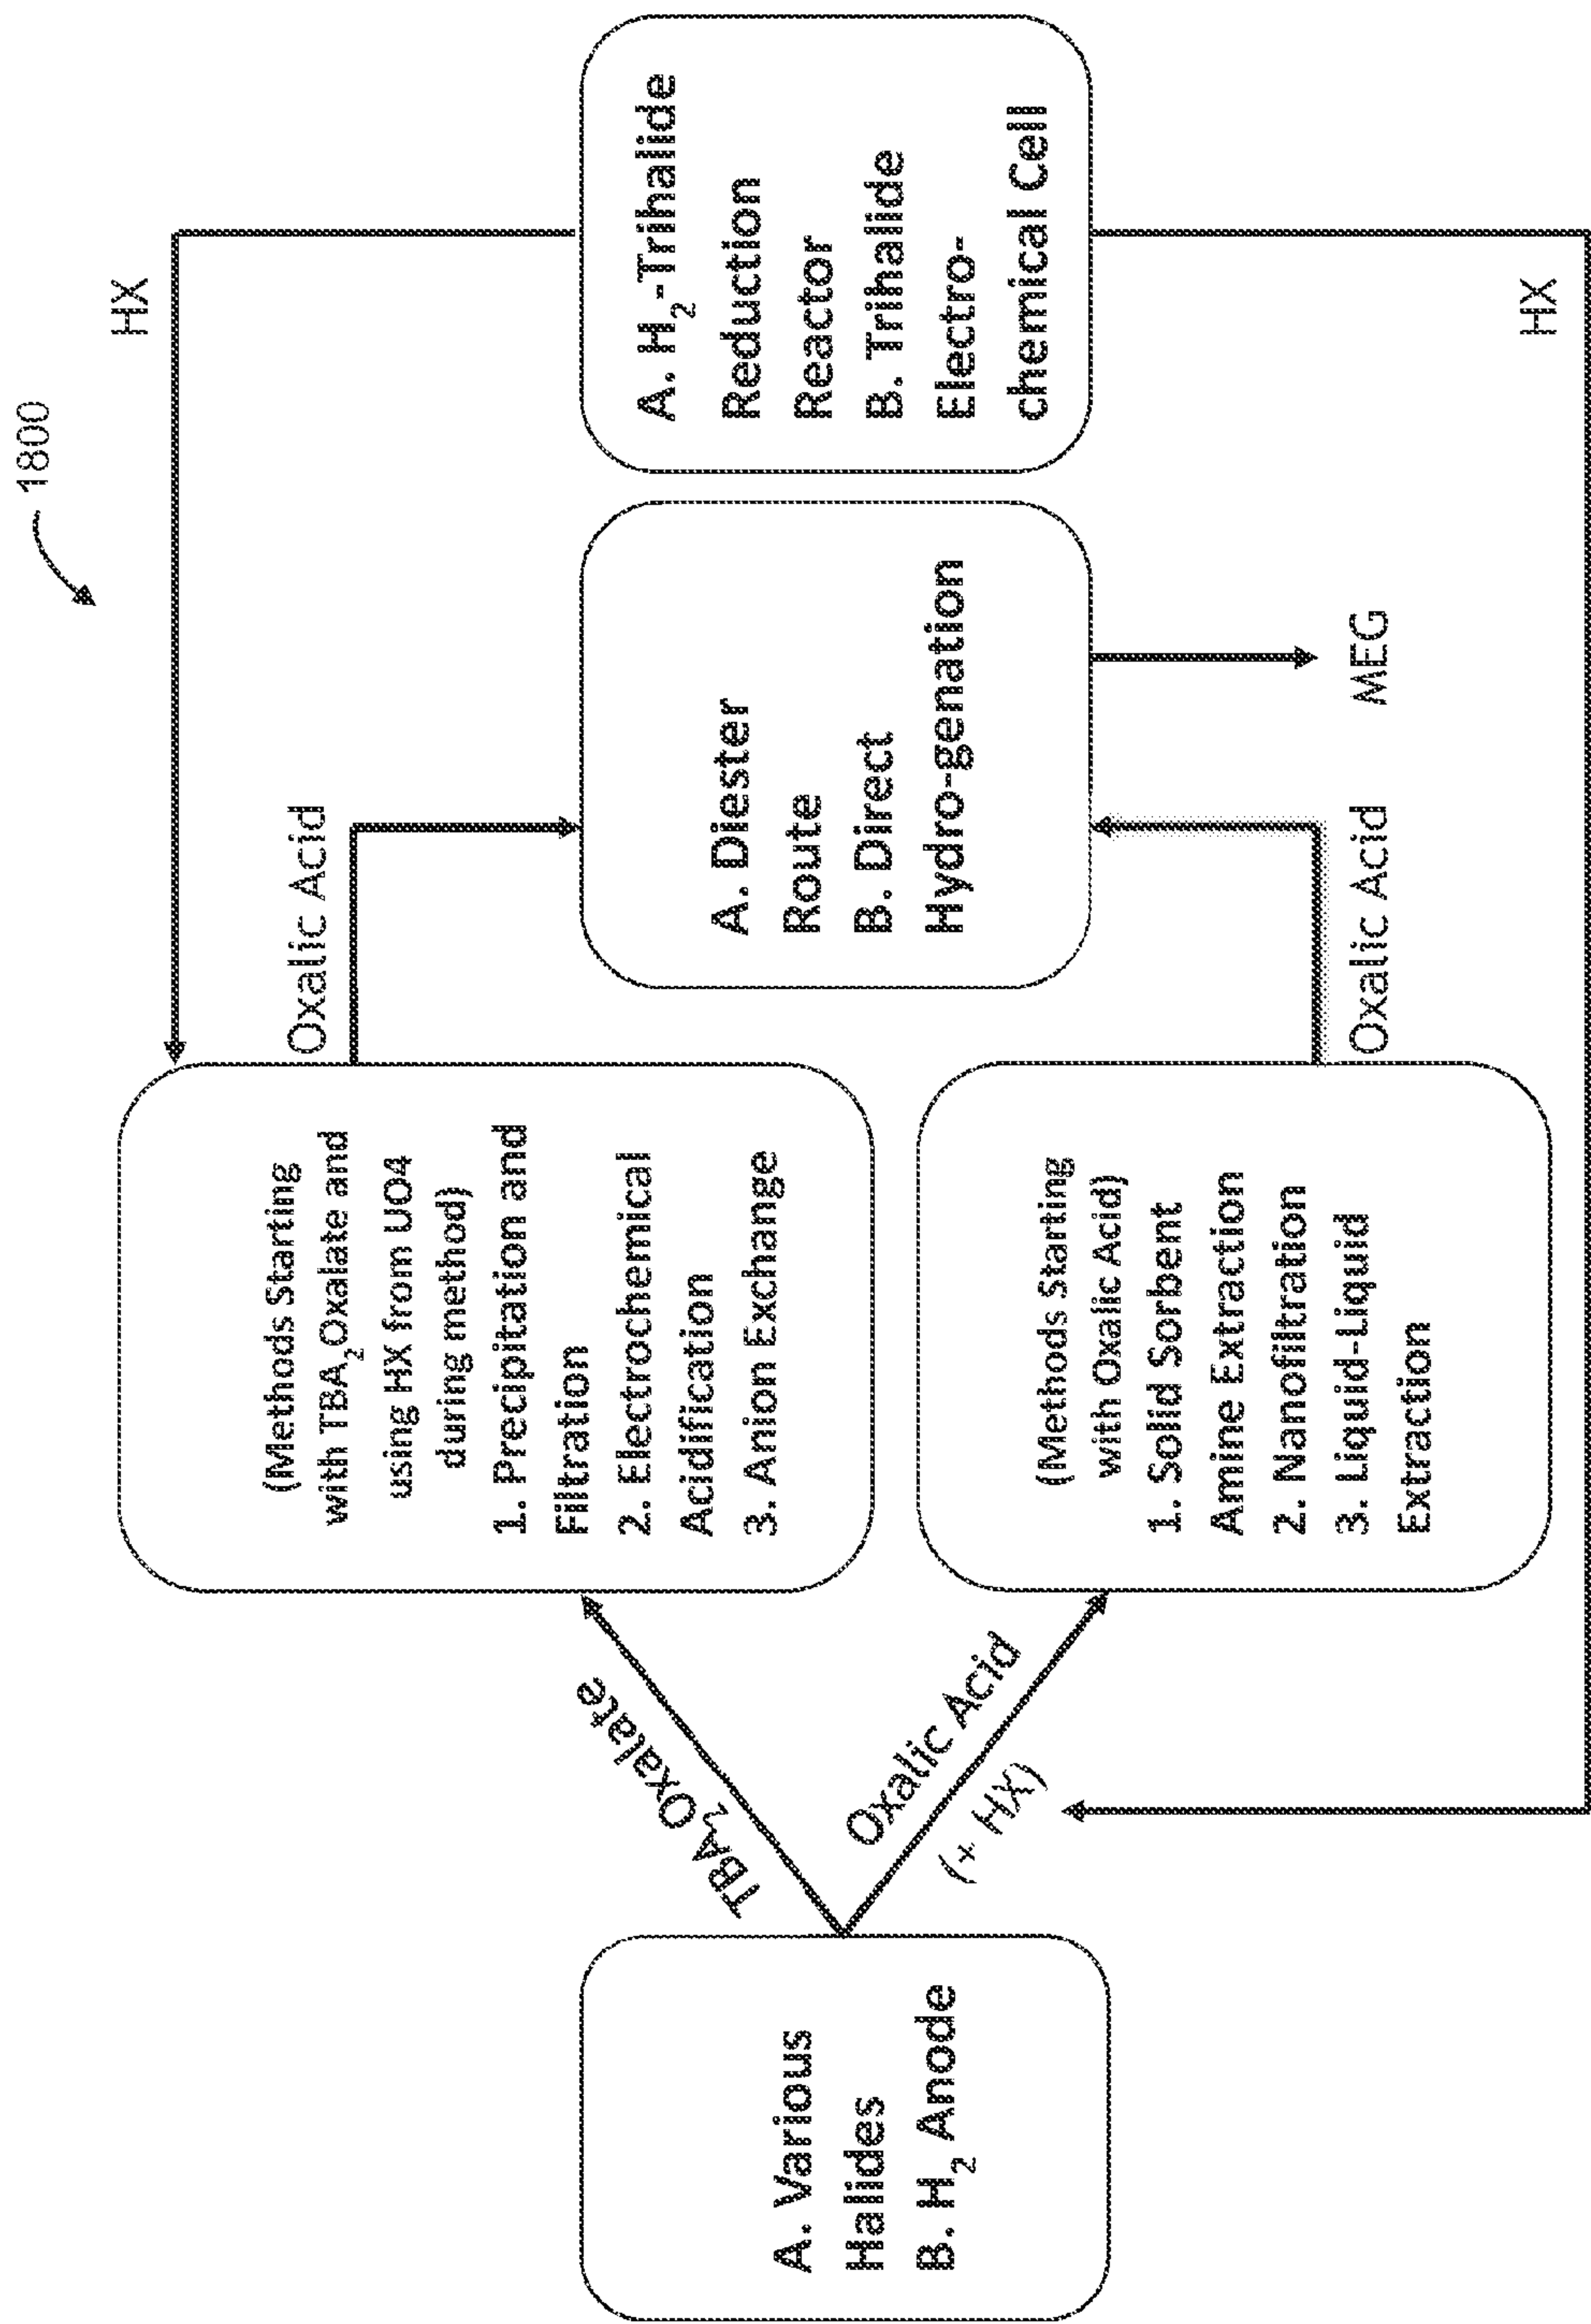 1800
HX
A. Various
Halides
B. H2 Anode
TBA2 Oxalate
Oxalic Acid
(+ HX)
(Methods Starting
with TBA2Oxalate and
using HX from UO4
during method)
1. Precipitation and
Filtration
2. Electrochemical
Acidification
3. Anion Exchange
(Methods Starting
with Oxalic Acid)
1. Solid Sorbent
Amine Extraction
2. Nanofiltration
3. Liquid-Liquid
Extraction
Oxalic Acid
Oxalic Acid
A. Diester
Route
B. Direct
Hydro-genation
MEG
A. H2-Trihalide
Reduction
Reactor
B. Trihalide
Electro-
chemical Cell
HX